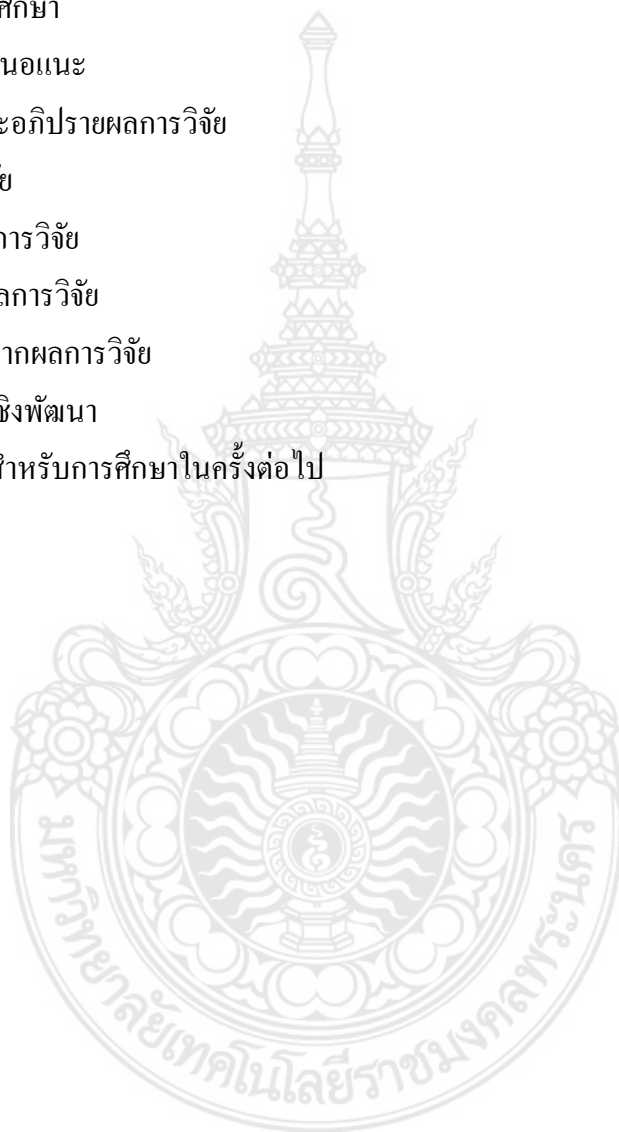 ศึกษา
นอแนะ
ะอภิปรายผลการวิจัย
ัย
การวิจัย
ลการวิจัย
ากผลการวิจัย
ชิงพัฒนา
สำหรับการศึกษาในครั้งต่อไป
มหาวิทยาลัยเทคโนโลยีราชมงคลพระนคร